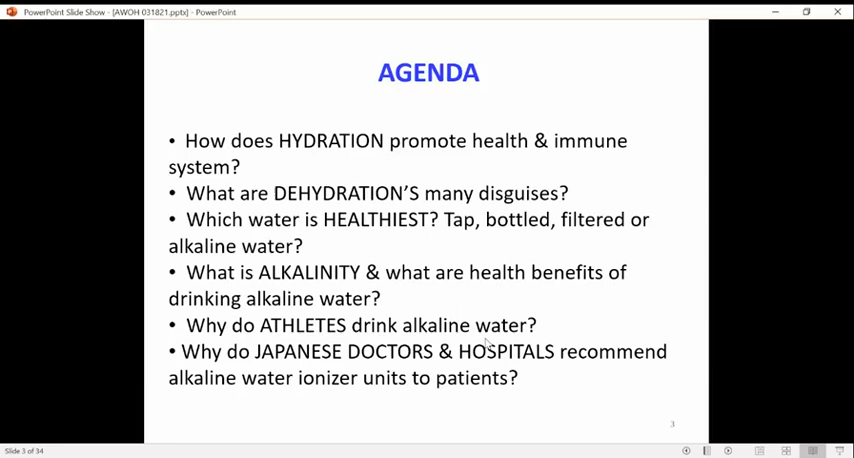 PowerPoint Slide Show - [AWOH 031821.pptx] - PowerPoint
AGENDA
• How does HYDRATION promote health & immune
system?
• What are DEHYDRATION'S many disguises?
• Which water is HEALTHIEST? Tap, bottled, filtered or
alkaline water?
• What is ALKALINITY & what are health benefits of
drinking alkaline water?
• Why do ATHLETES drink alkaline water?
• Why do JAPANESE DOCTORS & HOSPITALS recommend
alkaline water ionizer units to patients?
3
Slide 3 of 34